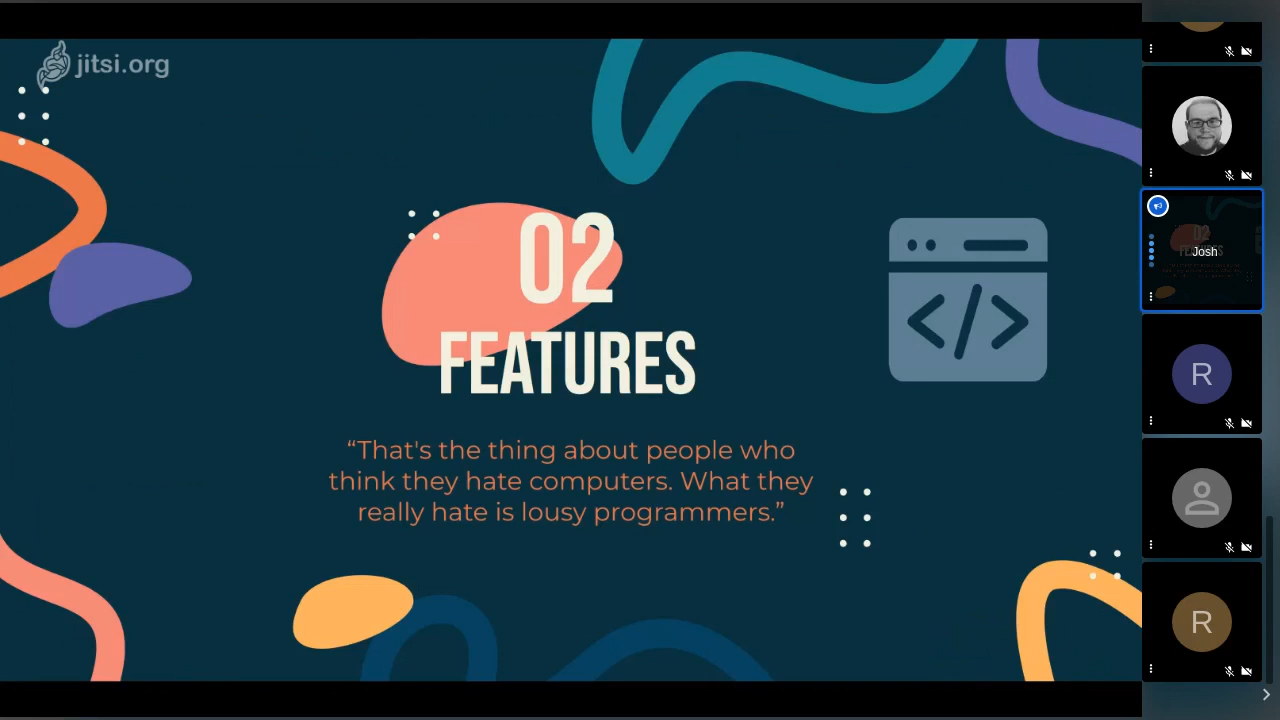 jitsi.org
02
FEATURES
“That's the thing about people who
think they hate computers. What they
really hate is lousy programmers.”
Josh
R
R